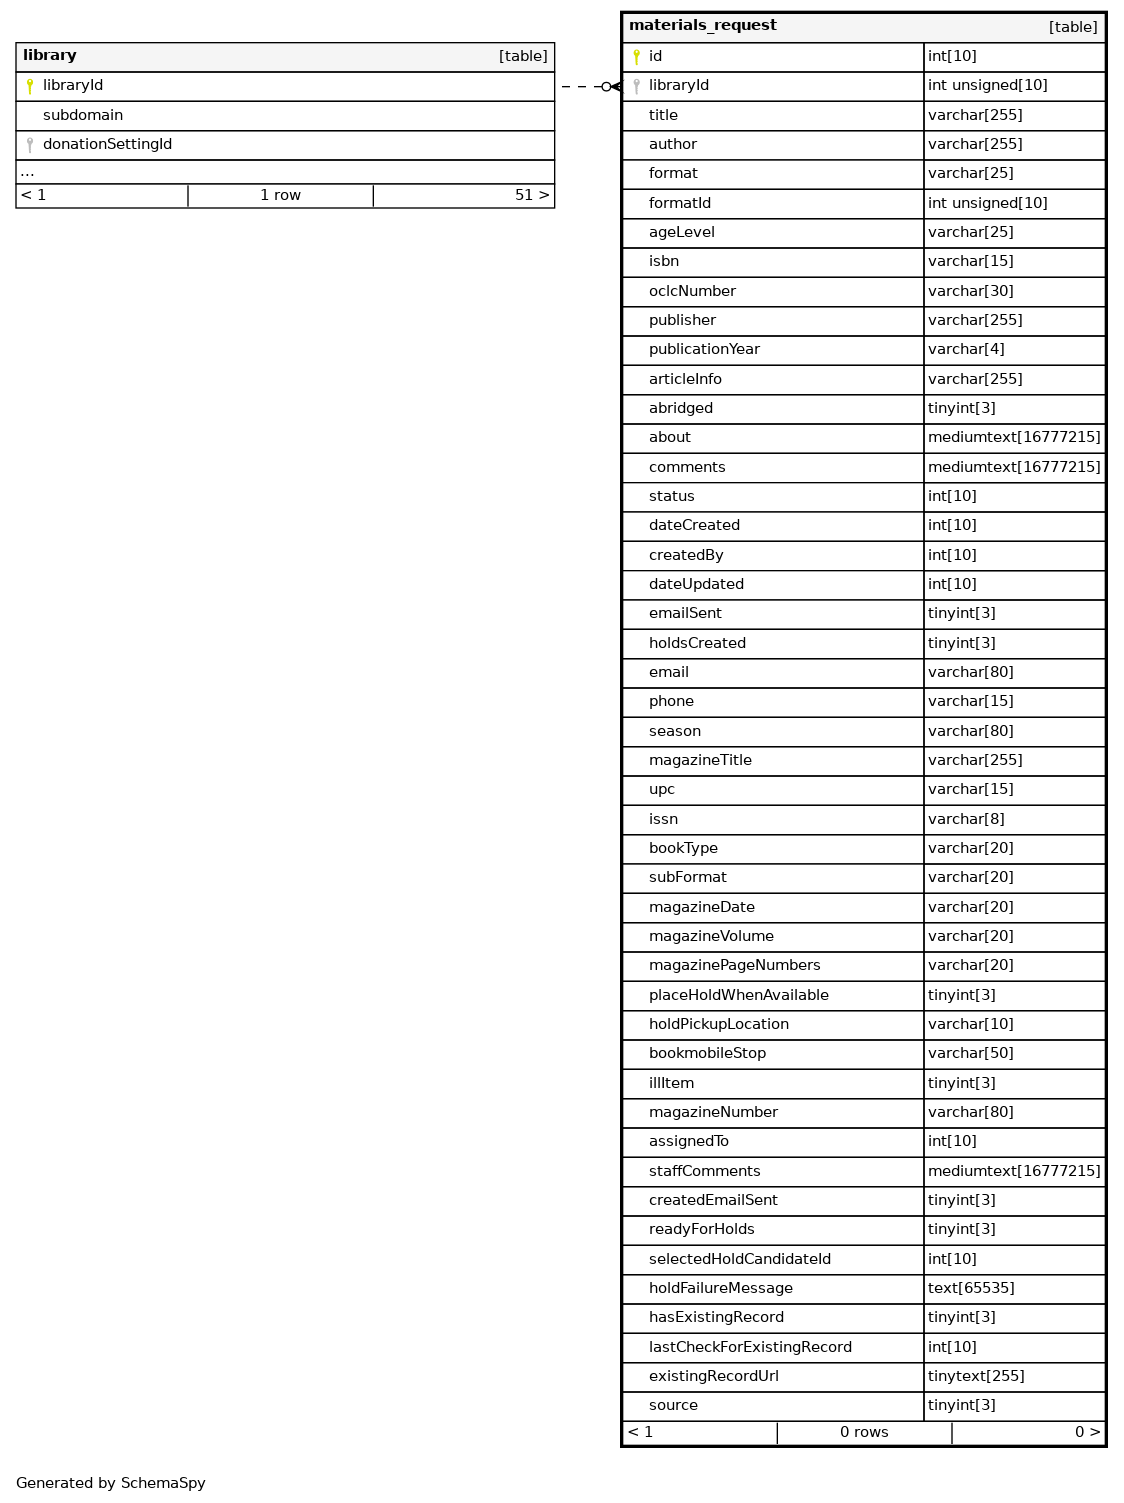 library [table]
libraryId
subdomain
donationSettingId
...
< 1 1 row 51 >
materials_request [table]
id int[10]
libraryId int unsigned[10]
title varchar[255]
author varchar[255]
format varchar[25]
formatId int unsigned[10]
ageLevel varchar[25]
isbn varchar[15]
oclcNumber varchar[30]
publisher varchar[255]
publicationYear varchar[4]
articleInfo varchar[255]
abridged tinyint[3]
about mediumtext[16777215]
comments mediumtext[16777215]
status int[10]
dateCreated int[10]
createdBy int[10]
dateUpdated int[10]
emailSent tinyint[3]
holdsCreated tinyint[3]
email varchar[80]
phone varchar[15]
season varchar[80]
magazineTitle varchar[255]
upc varchar[15]
issn varchar[8]
bookType varchar[20]
subFormat varchar[20]
magazineDate varchar[20]
magazineVolume varchar[20]
magazinePageNumbers varchar[20]
placeHoldWhenAvailable tinyint[3]
holdPickupLocation varchar[10]
bookmobileStop varchar[50]
illItem tinyint[3]
magazineNumber varchar[80]
assignedTo int[10]
staffComments mediumtext[16777215]
createdEmailSent tinyint[3]
readyForHolds tinyint[3]
selectedHoldCandidateId int[10]
holdFailureMessage text[65535]
hasExistingRecord tinyint[3]
lastCheckForExistingRecord int[10]
existingRecordUrl tinytext[255]
source tinyint[3]
< 1 0 rows 0 >
Generated by SchemaSpy